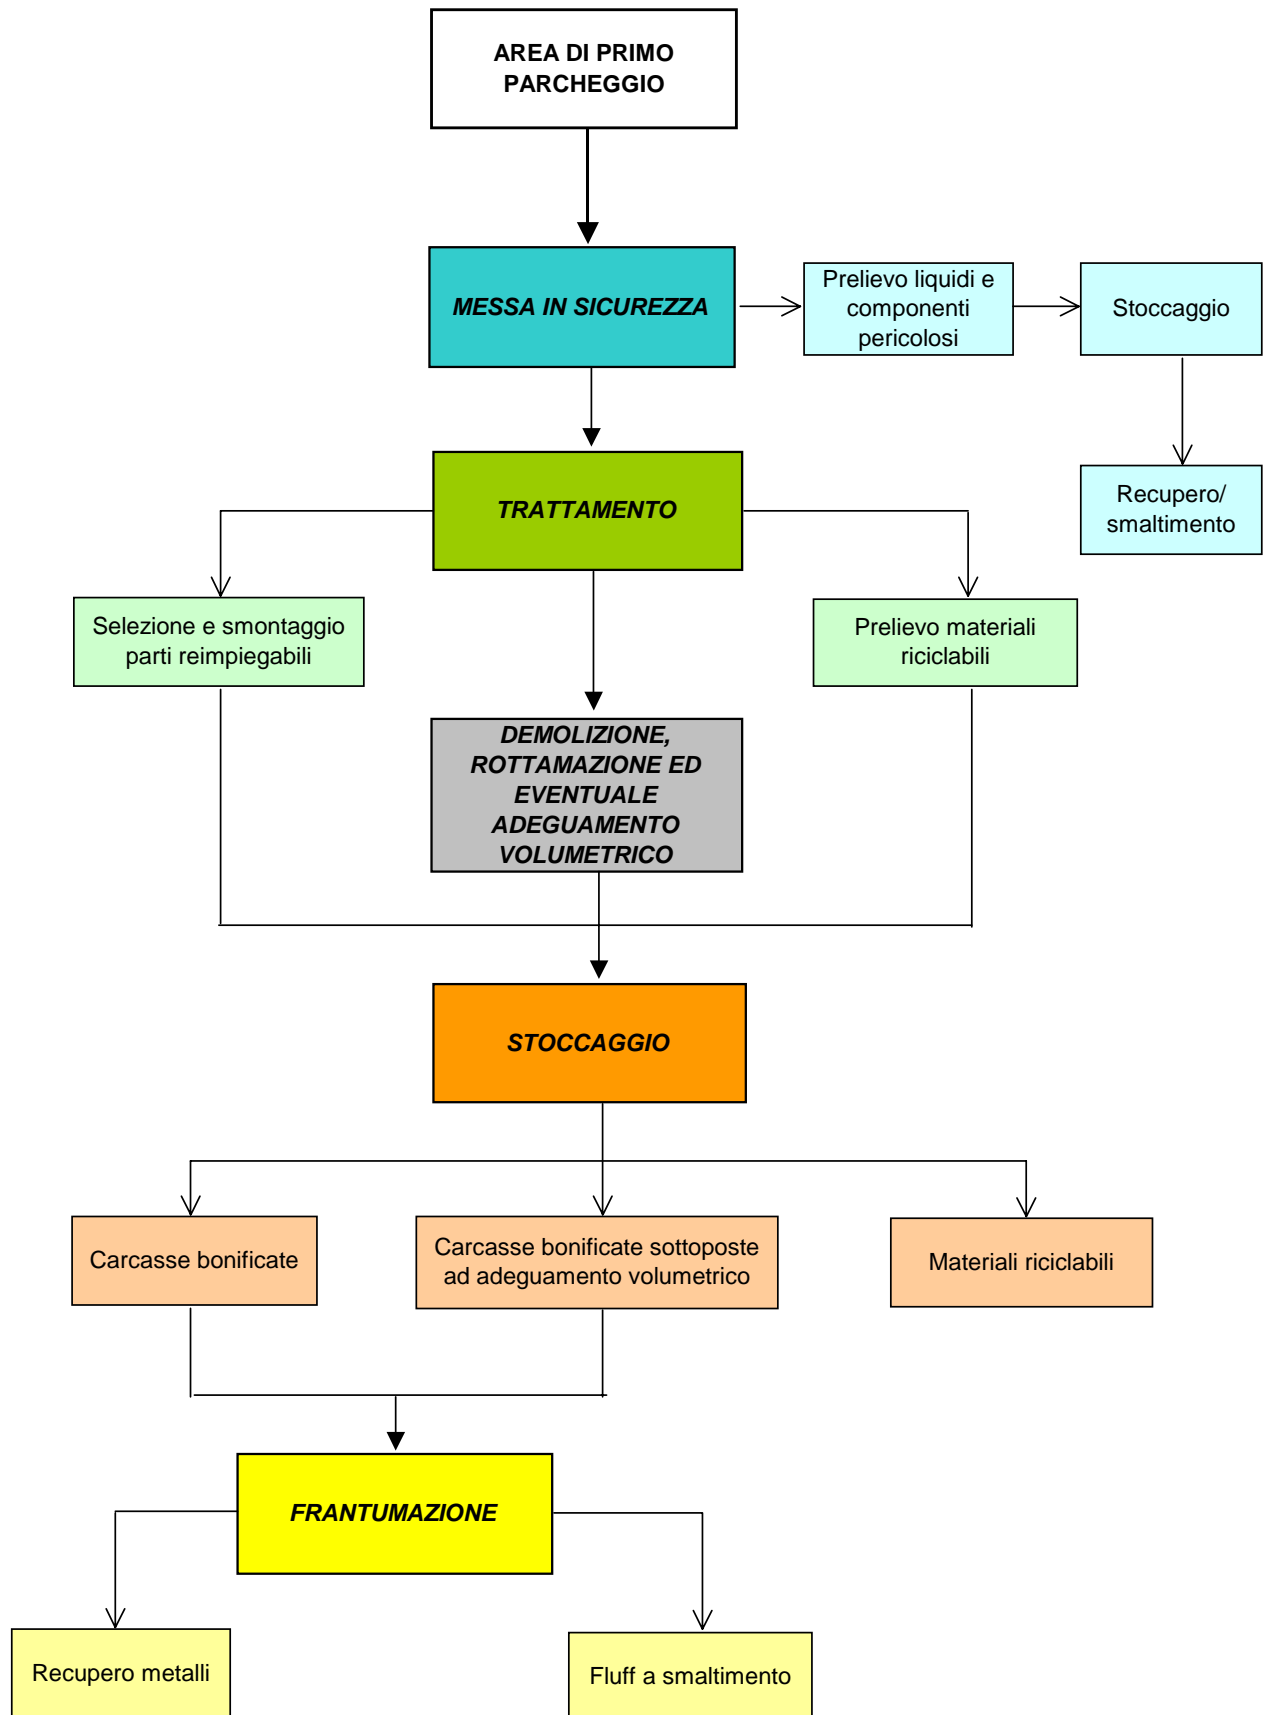 AREA DI PRIMO
PARCHEGGIO
MESSA IN SICUREZZA
Prelievo liquidi e
componenti
pericolosi
Stoccaggio
Recupero/
smaltimento
TRATTAMENTO
Selezione e smontaggio
parti reimpiegabili
Prelievo materiali
riciclabili
DEMOLIZIONE,
ROTTAMAZIONE ED
EVENTUALE
ADEGUAMENTO
VOLUMETRICO
STOCCAGGIO
Carcasse bonificate
Carcasse bonificate sottoposte
ad adeguamento volumetrico
Materiali riciclabili
FRANTUMAZIONE
Recupero metalli
Fluff a smaltimento